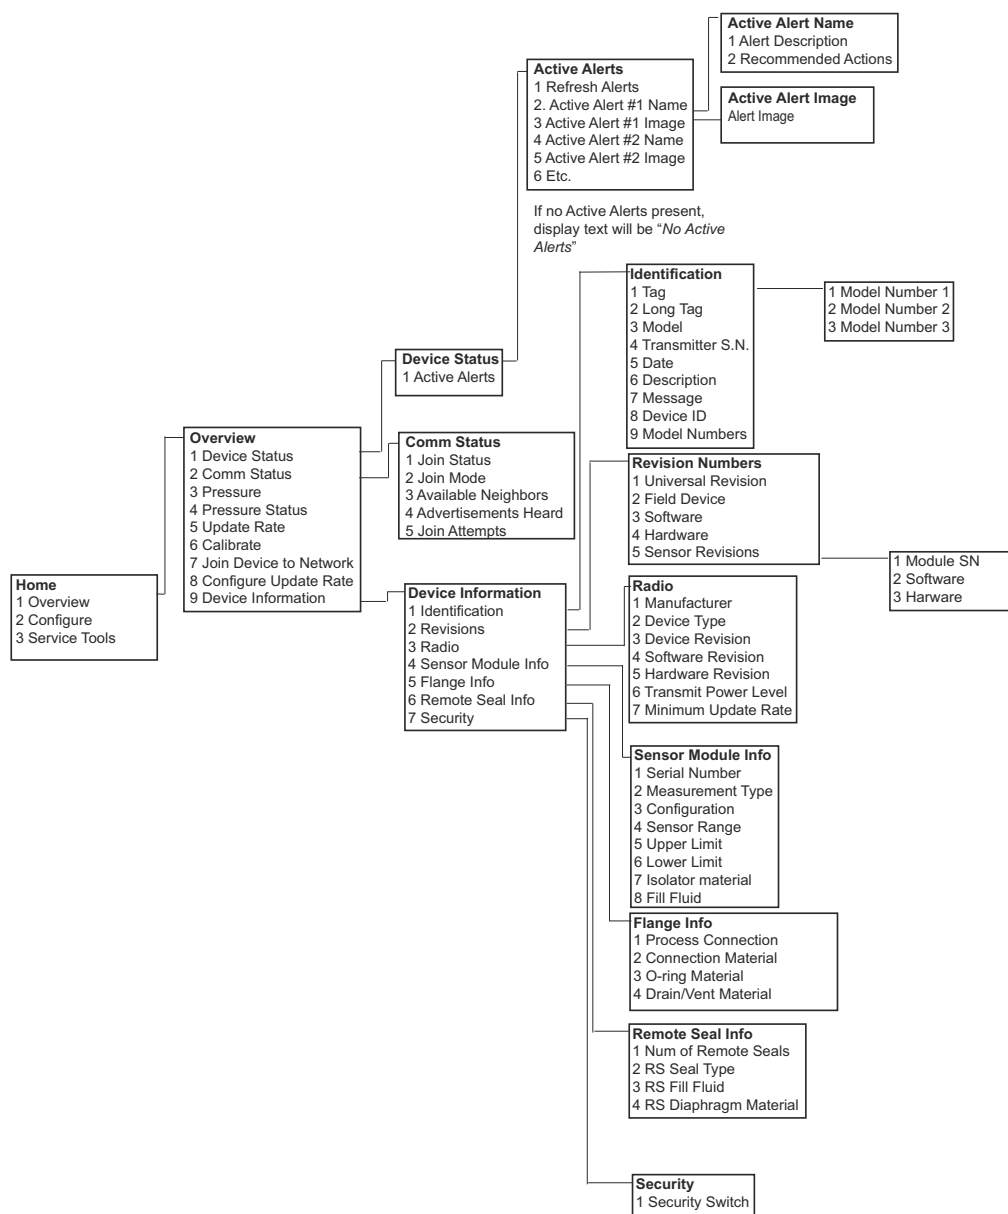 Active Alert Name
1 Alert Description
2 Recommended Actions
Active Alerts
1 Refresh Alerts
2. Active Alert #1 Name
3 Active Alert #1 Image
4 Active Alert #2 Name
5 Active Alert #2 Image
6 Etc.
Active Alert Image
Alert Image
If no Active Alerts present,
display text will be “No Active
Alerts”
Identification
1 Tag
2 Long Tag
3 Model
4 Transmitter S.N.
5 Date
6 Description
7 Message
8 Device ID
9 Model Numbers
1 Model Number 1
2 Model Number 2
3 Model Number 3
Device Status
1 Active Alerts
Overview
1 Device Status
2 Comm Status
3 Pressure
4 Pressure Status
5 Update Rate
6 Calibrate
7 Join Device to Network
8 Configure Update Rate
9 Device Information
Comm Status
1 Join Status
2 Join Mode
3 Available Neighbors
4 Advertisements Heard
5 Join Attempts
Revision Numbers
1 Universal Revision
2 Field Device
3 Software
4 Hardware
5 Sensor Revisions
1 Module SN
2 Software
3 Harware
Home
1 Overview
2 Configure
3 Service Tools
Device Information
1 Identification
2 Revisions
3 Radio
4 Sensor Module Info
5 Flange Info
6 Remote Seal Info
7 Security
Radio
1 Manufacturer
2 Device Type
3 Device Revision
4 Software Revision
5 Hardware Revision
6 Transmit Power Level
7 Minimum Update Rate
Sensor Module Info
1 Serial Number
2 Measurement Type
3 Configuration
4 Sensor Range
5 Upper Limit
6 Lower Limit
7 Isolator material
8 Fill Fluid
Flange Info
1 Process Connection
2 Connection Material
3 O-ring Material
4 Drain/Vent Material
Remote Seal Info
1 Num of Remote Seals
2 RS Seal Type
3 RS Fill Fluid
4 RS Diaphragm Material
Security
1 Security Switch